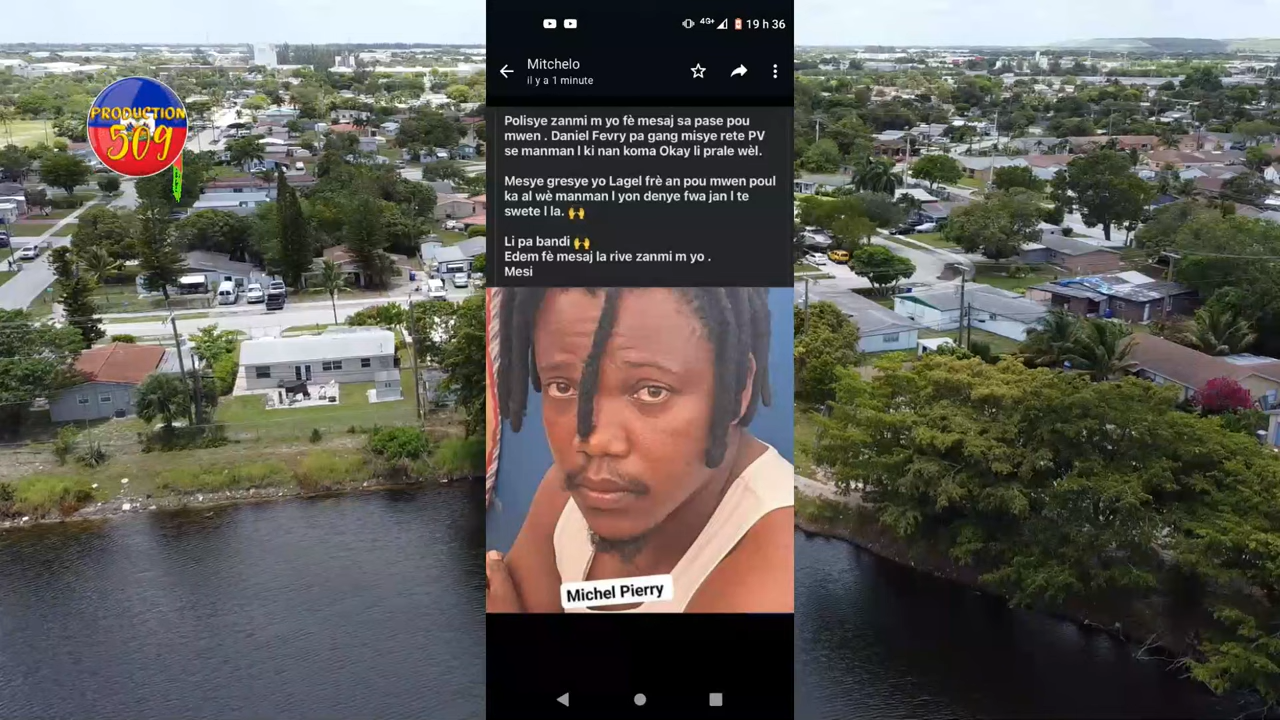 PRODUCTION
509
4G+ 19 h 36
Mitchelo
il y a 1 minute
Polisye zanmi m yo fè mesaj sa pase pou
mwen . Daniel Fevry pa gang misye rete PV
se manman l ki nan koma Okay li prale wèl.
Mesye gresye yo Lagel frè an pou mwen poul
ka al wè manman l yon denye fwa jan l te
swete l la. 🙌
Li pa bandi 🙌
Edem fè mesaj la rive zanmi m yo .
Mesi
Michel Pierry